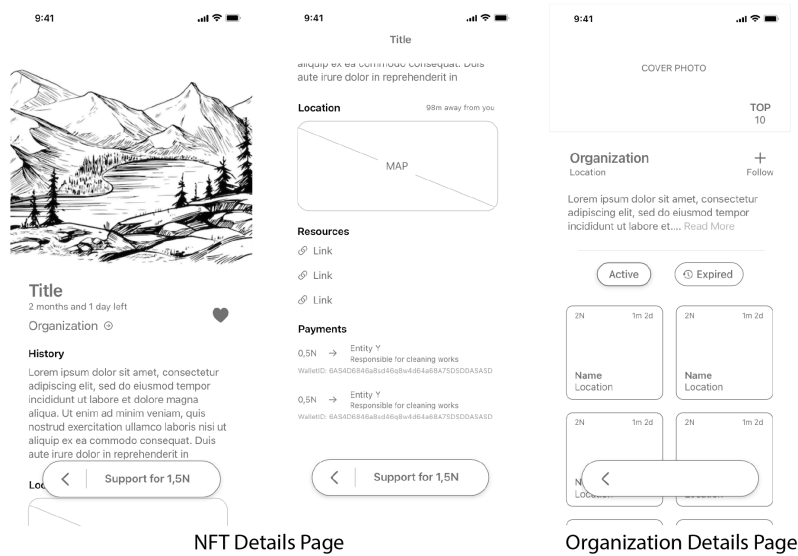 9:41
Title
2 months and 1 day left
Organization
History
Lorem ipsum dolor sit amet, consectetur
adipiscing elit, sed do eiusmod tempor
incididunt ut labore et dolore magna
aliqua. Ut enim ad minim veniam, quis
nostrud exercitation ullamco laboris nisi ut
aliquip ex ea commodo consequat. Duis
aute irure dolor in reprehenderit in
Support for 1,5N
9:41
Title
aliquip ex ea commodo consequat. Duis
aute irure dolor in reprehenderit in
Location
98m away from you
MAP
Resources
Link
Link
Link
Payments
0,5N → Entity Y
Responsible for cleaning works
WalletID:
0,5N → Entity Y
Responsible for cleaning works
WalletID:
Support for 1,5N
NFT Details Page
9:41
COVER PHOTO
TOP
10
Organization
Location
Follow
Lorem ipsum dolor sit amet, consectetur
adipiscing elit, sed do eiusmod tempor
incididunt ut labore et.... Read More
Active
Expired
2N 1m 2d
Name
Location
2N 1m 2d
Name
Location
2N 1m 2d
Location
2N 1m 2d
Location
Organization Details Page